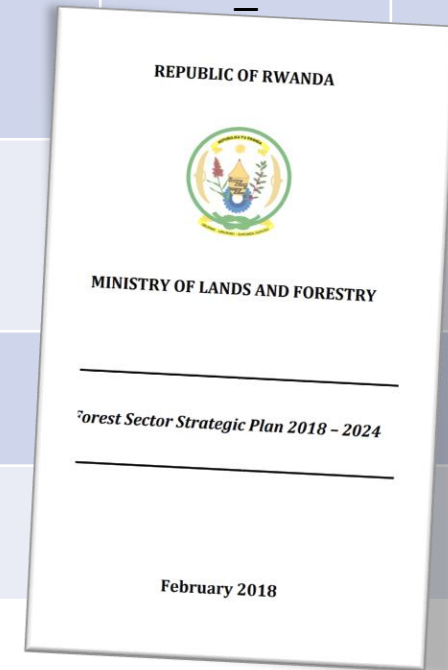 REPUBLIC OF RWANDA
MINISTRY OF LANDS AND FORESTRY
Forest Sector Strategic Plan 2018 – 2024
February 2018